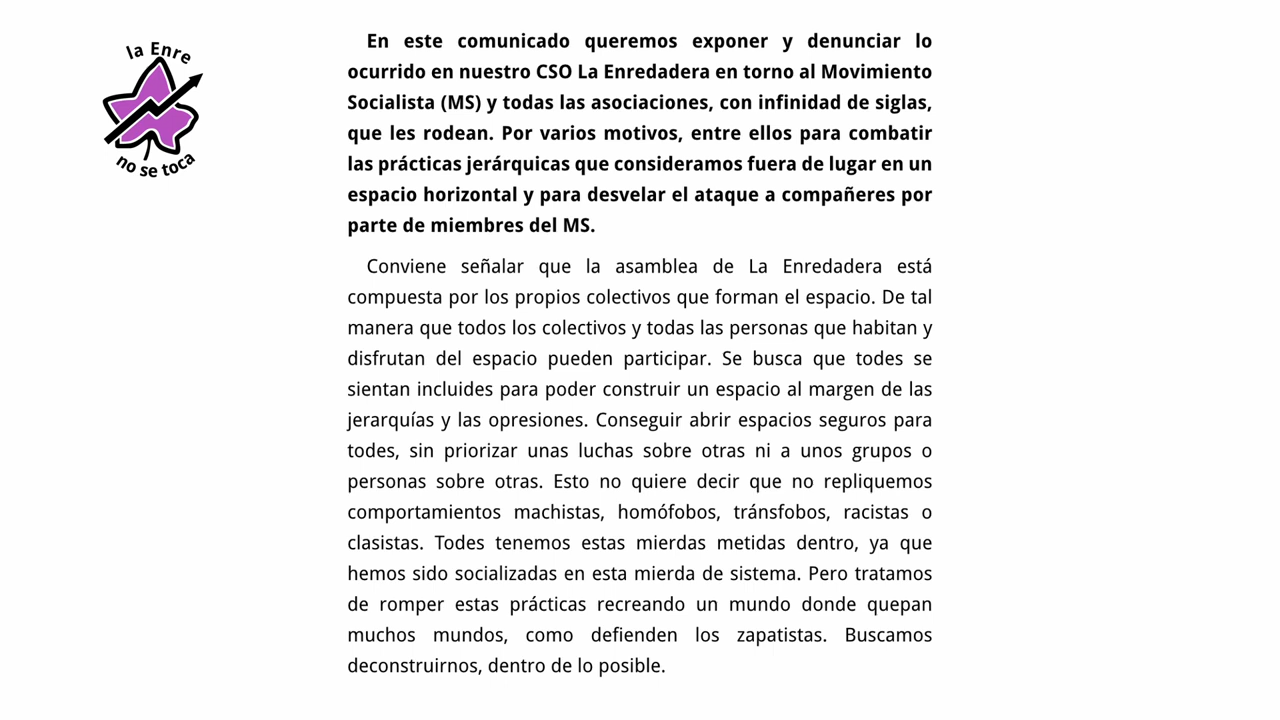 la Enre
no se toca
En este comunicado queremos exponer y denunciar lo
ocurrido en nuestro CSO La Enredadera en torno al Movimiento
Socialista (MS) y todas las asociaciones, con infinidad de siglas,
que les rodean. Por varios motivos, entre ellos para combatir
las prácticas jerárquicas que consideramos fuera de lugar en un
espacio horizontal y para desvelar el ataque a compañeres por
parte de miembres del MS.
Conviene señalar que la asamblea de La Enredadera está
compuesta por los propios colectivos que forman el espacio. De tal
manera que todos los colectivos y todas las personas que habitan y
disfrutan del espacio pueden participar. Se busca que todes se
sientan incluides para poder construir un espacio al margen de las
jerarquías y las opresiones. Conseguir abrir espacios seguros para
todes, sin priorizar unas luchas sobre otras ni a unos grupos o
personas sobre otras. Esto no quiere decir que no repliquemos
comportamientos machistas, homófobos, tránsfobos, racistas o
clasistas. Todes tenemos estas mierdas metidas dentro, ya que
hemos sido socializadas en esta mierda de sistema. Pero tratamos
de romper estas prácticas recreando un mundo donde quepan
muchos mundos, como defienden los zapatistas. Buscamos
deconstruirnos, dentro de lo posible.